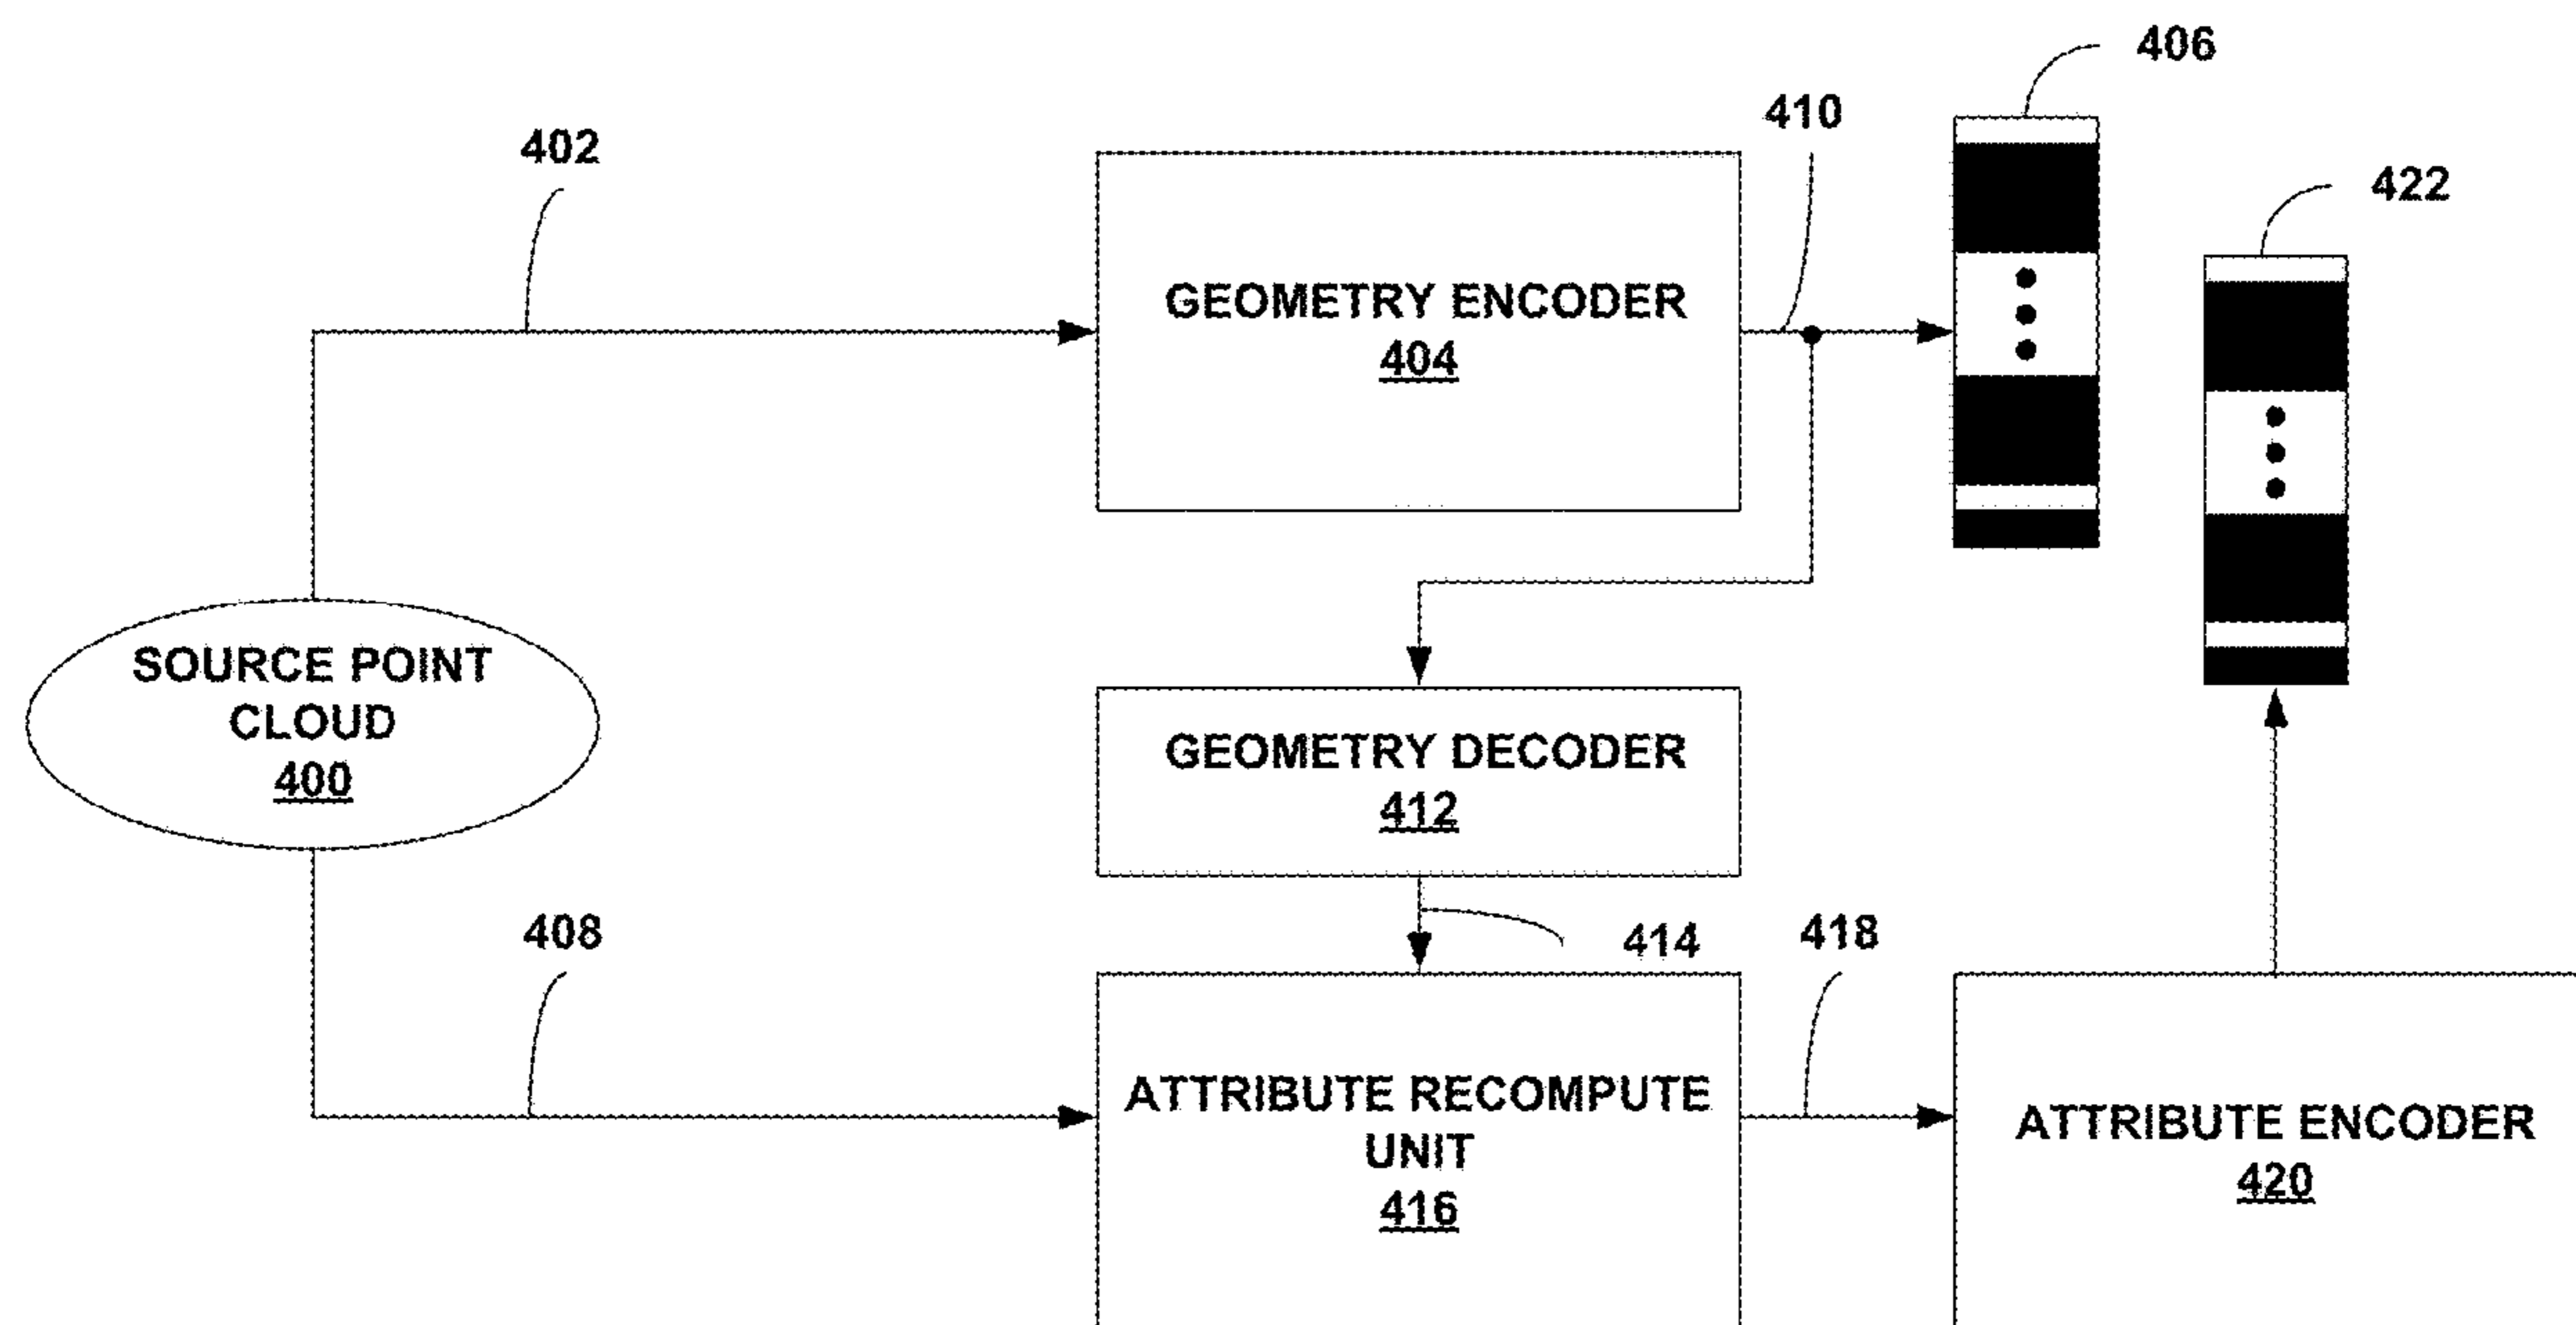 406
410
402
422
GEOMETRY ENCODER
404
SOURCE POINT
CLOUD
400
GEOMETRY DECODER
412
408
414
418
ATTRIBUTE RECOMPUTE
UNIT
416
ATTRIBUTE ENCODER
420